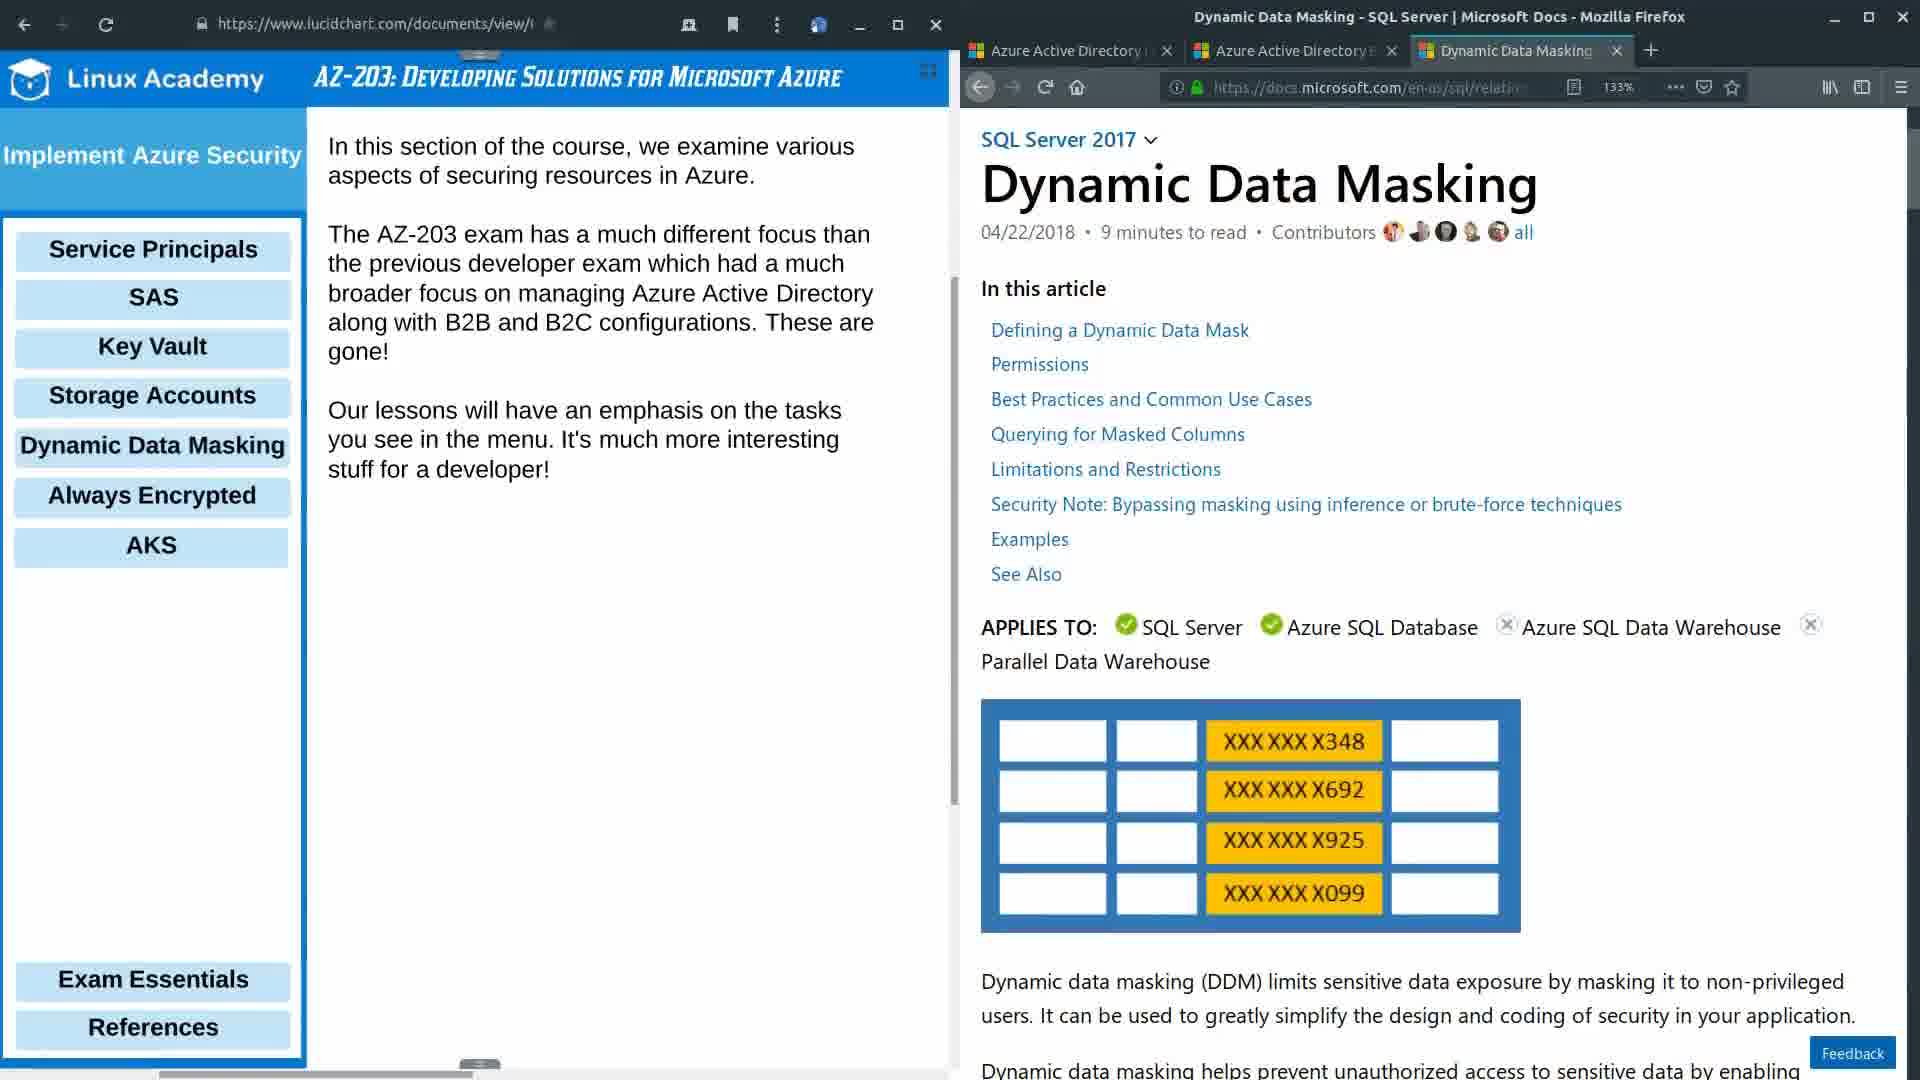 https://www.lucidchart.com/documents/view/
Linux Academy
AZ-203: Developing Solutions for Microsoft Azure
Implement Azure Security
Service Principals
SAS
Key Vault
Storage Accounts
Dynamic Data Masking
Always Encrypted
AKS
Exam Essentials
References
In this section of the course, we examine various
aspects of securing resources in Azure.
The AZ-203 exam has a much different focus than
the previous developer exam which had a much
broader focus on managing Azure Active Directory
along with B2B and B2C configurations. These are
gone!
Our lessons will have an emphasis on the tasks
you see in the menu. It's much more interesting
stuff for a developer!
Dynamic Data Masking - SQL Server | Microsoft Docs - Mozilla Firefox
Azure Active Directory
Azure Active Directory
Dynamic Data Masking
https://docs.microsoft.com/en-us/sql/relati
133%
SQL Server 2017
Dynamic Data Masking
04/22/2018 • 9 minutes to read • Contributors all
In this article
Defining a Dynamic Data Mask
Permissions
Best Practices and Common Use Cases
Querying for Masked Columns
Limitations and Restrictions
Security Note: Bypassing masking using inference or brute-force techniques
Examples
See Also
APPLIES TO: SQL Server Azure SQL Database Azure SQL Data Warehouse
Parallel Data Warehouse
XXX XXX X348
XXX XXX X692
XXX XXX X925
XXX XXX X099
Dynamic data masking (DDM) limits sensitive data exposure by masking it to non-privileged
users. It can be used to greatly simplify the design and coding of security in your application.
Feedback
Dynamic data masking helps prevent unauthorized access to sensitive data by enabling